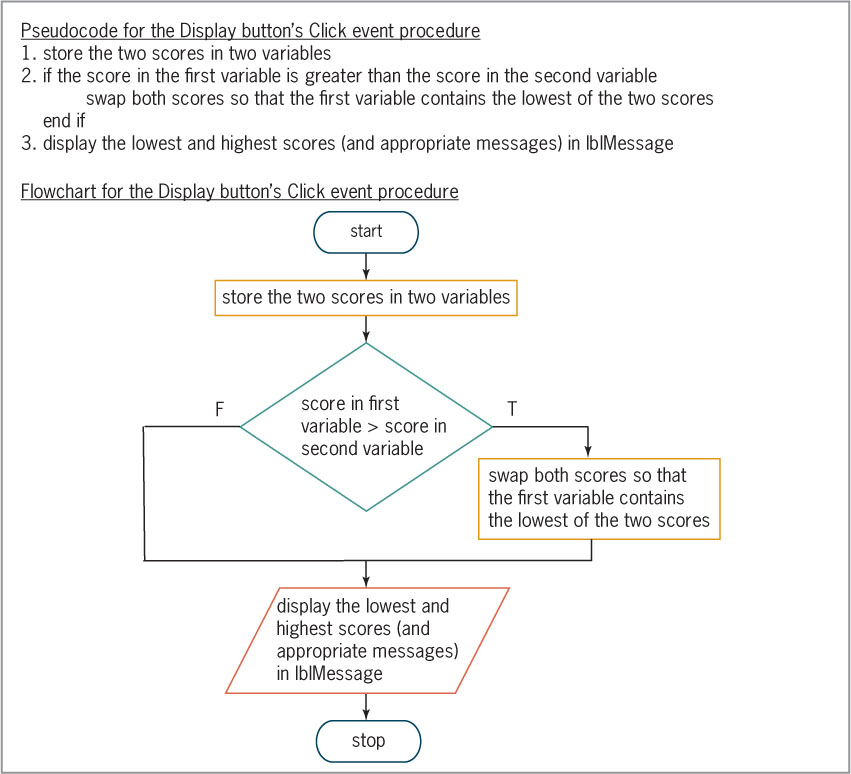 Pseudocode for the Display button's Click event procedure
1. store the two scores in two variables
2. if the score in the first variable is greater than the score in the second variable
swap both scores so that the first variable contains the lowest of the two scores
end if
3. display the lowest and highest scores (and appropriate messages) in lblMessage
Flowchart for the Display button's Click event procedure
start
store the two scores in two variables
F
score in first
variable > score in
second variable
T
swap both scores so that
the first variable contains
the lowest of the two scores
display the lowest and
highest scores (and
appropriate messages)
in lblMessage
stop